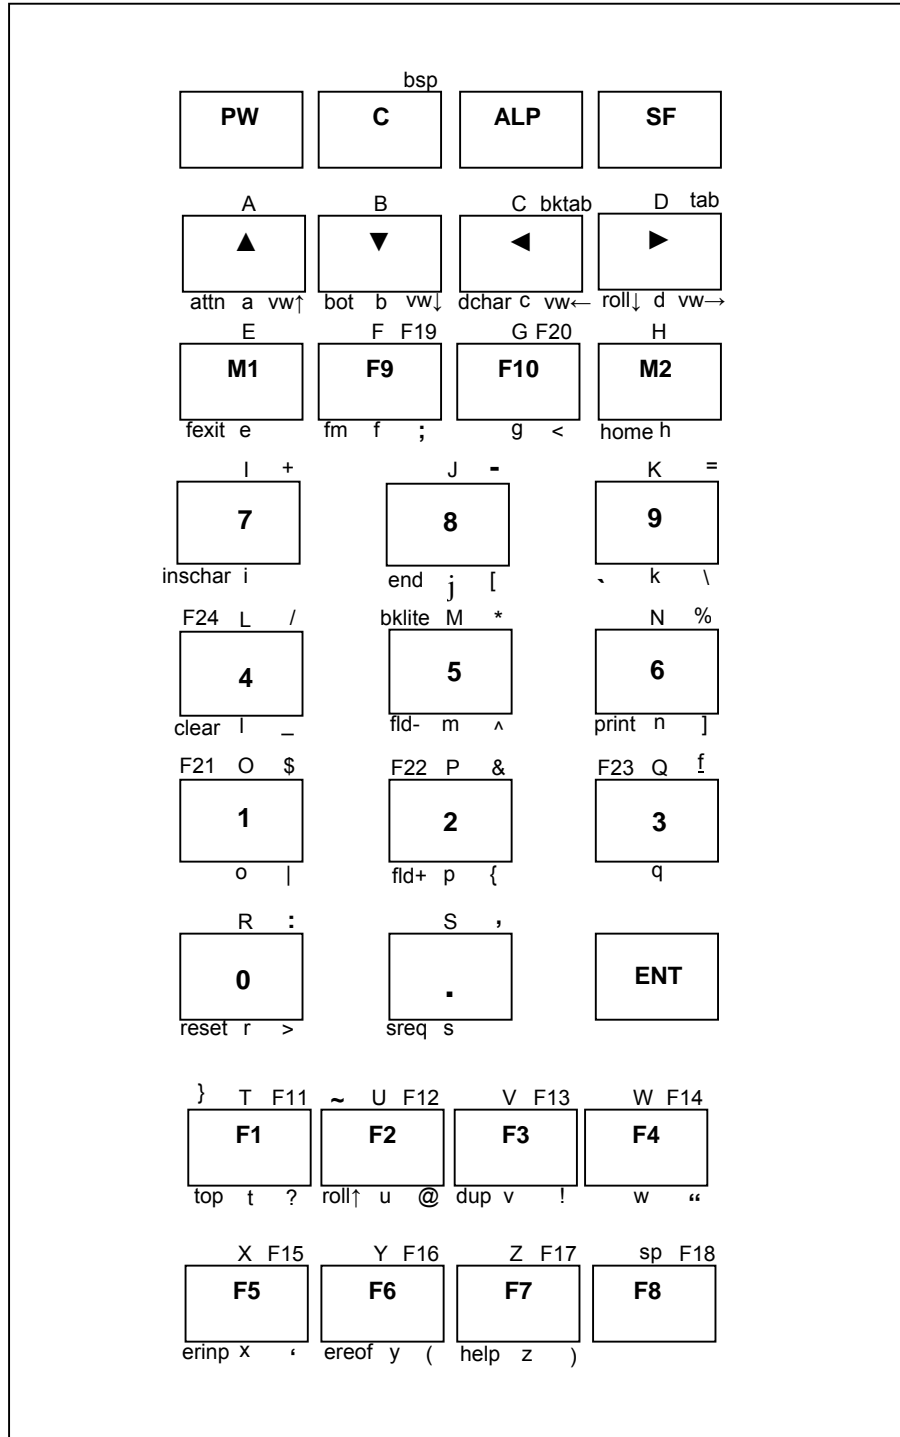 bsp
PW C ALP SF
A B C bktab D tab
▲ ▼ ◄ ►
attn a vw↑ bot b vw↓ dchar c vw← roll↓ d vw→
E F F19 G F20 H
M1 F9 F10 M2
fexit e fm f ; g < home h
I + J - K =
7 8 9
inschar i end j [ ` k \
F24 L / bklite M * N %
4 5 6
clear l _ fld- m ^ print n ]
F21 O $ F22 P & F23 Q f
1 2 3
o | fld+ p { q
R : S ,
0 . ENT
reset r > sreq s
} T F11 ~ U F12 V F13 W F14
F1 F2 F3 F4
top t ? roll↑ u @ dup v ! w “
X F15 Y F16 Z F17 sp F18
F5 F6 F7 F8
erinp x ‘ ereof y ( help z )